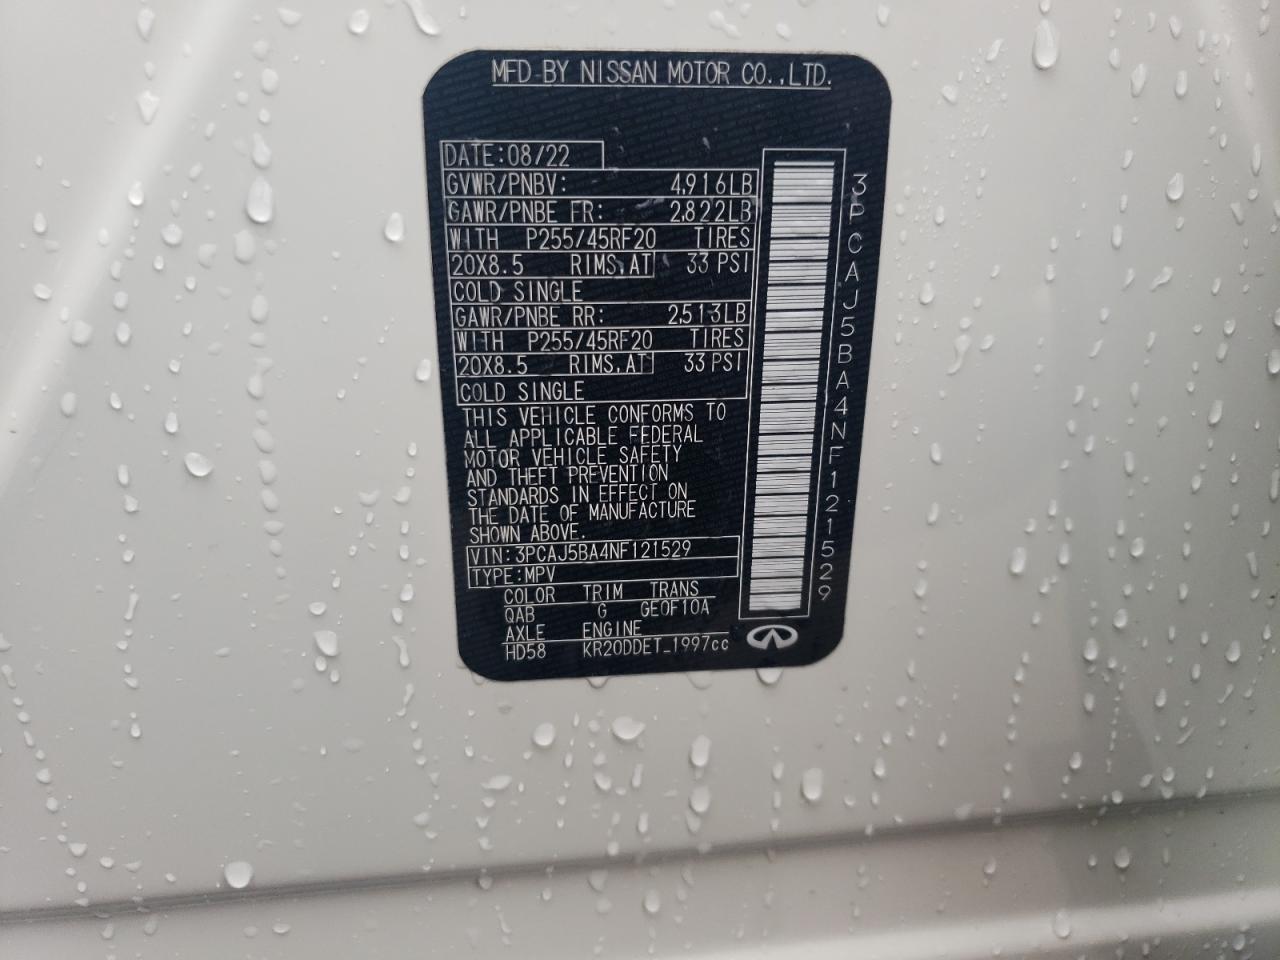 MFD BY NISSAN MOTOR CO.,LTD.
DATE:08/22
GVWR/PNBV: 4,916LB
GAWR/PNBE FR: 2,822LB
WITH P255/45RF20 TIRES
20X8.5 RIMS,AT 33 PSI
COLD SINGLE
GAWR/PNBE RR: 2,513LB
WITH P255/45RF20 TIRES
20X8.5 RIMS,AT 33 PSI
COLD SINGLE
THIS VEHICLE CONFORMS TO
ALL APPLICABLE FEDERAL
MOTOR VEHICLE SAFETY
AND THEFT PREVENTION
STANDARDS IN EFFECT ON
THE DATE OF MANUFACTURE
SHOWN ABOVE.
VIN:3PCAJ5BA4NF121529
TYPE:MPV
COLOR TRIM TRANS
QAB G GE0F10A
AXLE ENGINE
HD58 KR20DDET_1997cc
3PCAJ5BA4NF121529